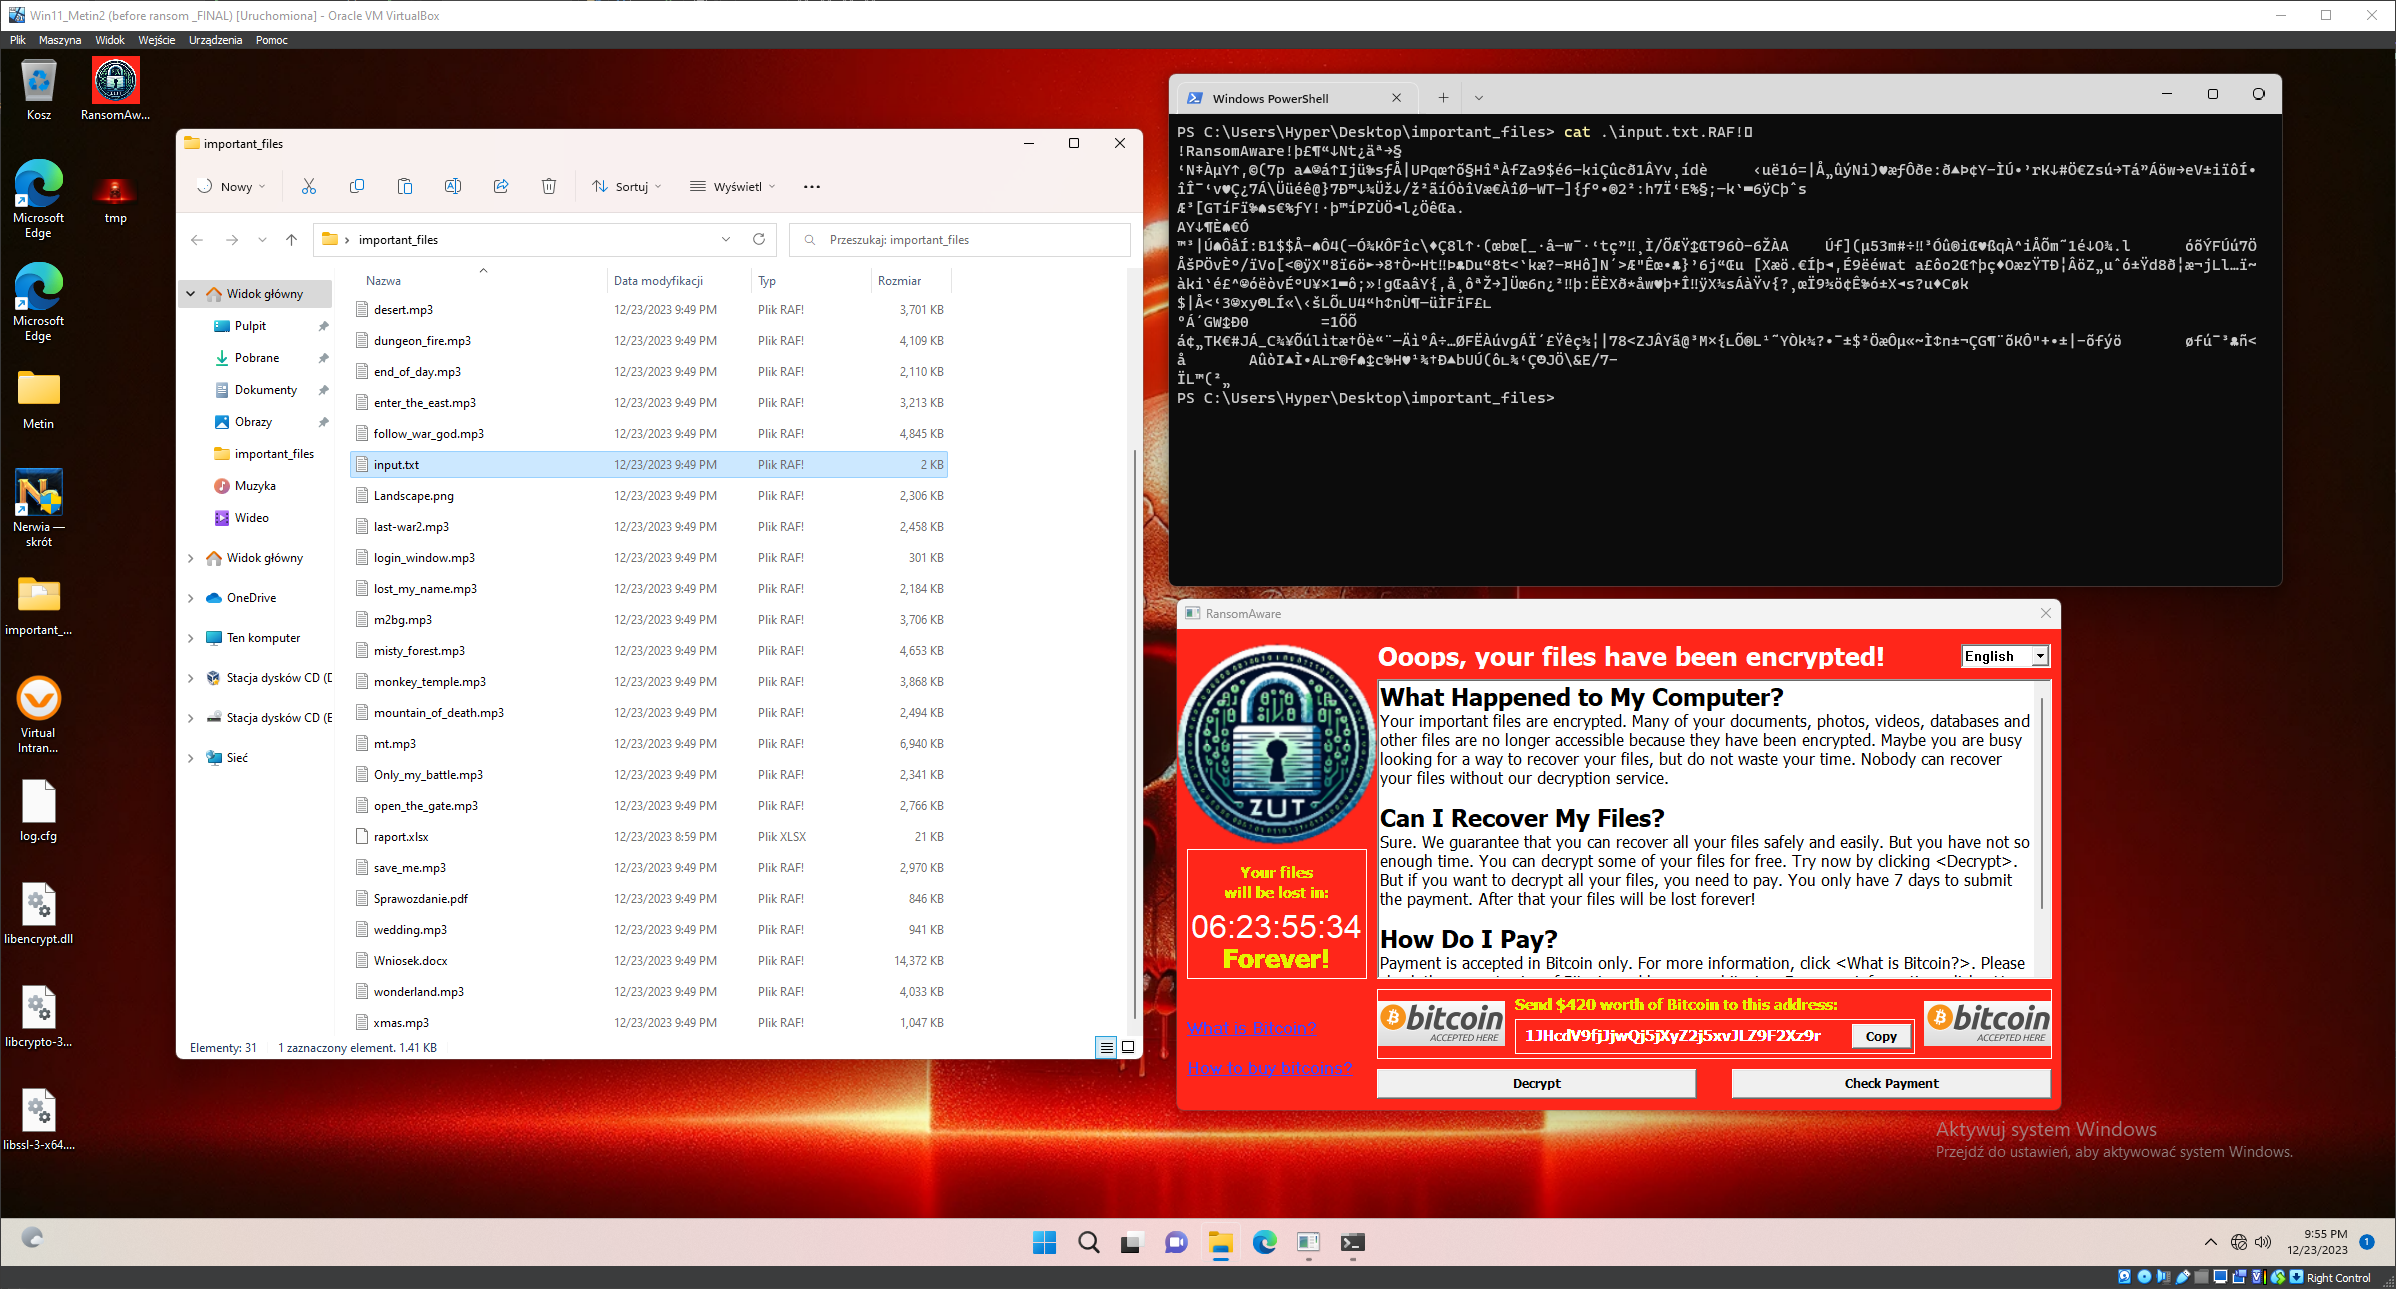 Win11_Metin2 (before ransom _FINAL) [Uruchomiona] - Oracle VM VirtualBox
Plik Maszyna Widok Wejście Urządzenia Pomoc
Kosz
RansomAw...
Microsoft Edge
tmp
Microsoft Edge
Metin
Nerwia — skrót
important_...
Virtual Intran...
log.cfg
libencrypt.dll
libcrypto-3...
libssl-3-x64....
important_files
Nowy
Sortuj
Wyświetl
important_files
Przeszukaj: important_files
Widok główny
Pulpit
Pobrane
Dokumenty
Obrazy
important_files
Muzyka
Wideo
Widok główny
OneDrive
Ten komputer
Stacja dysków CD (D
Stacja dysków CD (E
Sieć
Nazwa Data modyfikacji Typ Rozmiar
desert.mp3 12/23/2023 9:49 PM Plik RAF! 3,701 KB
dungeon_fire.mp3 12/23/2023 9:49 PM Plik RAF! 4,109 KB
end_of_day.mp3 12/23/2023 9:49 PM Plik RAF! 2,110 KB
enter_the_east.mp3 12/23/2023 9:49 PM Plik RAF! 3,213 KB
follow_war_god.mp3 12/23/2023 9:49 PM Plik RAF! 4,845 KB
input.txt 12/23/2023 9:49 PM Plik RAF! 2 KB
Landscape.png 12/23/2023 9:49 PM Plik RAF! 2,306 KB
last-war2.mp3 12/23/2023 9:49 PM Plik RAF! 2,458 KB
login_window.mp3 12/23/2023 9:49 PM Plik RAF! 301 KB
lost_my_name.mp3 12/23/2023 9:49 PM Plik RAF! 2,184 KB
m2bg.mp3 12/23/2023 9:49 PM Plik RAF! 3,706 KB
misty_forest.mp3 12/23/2023 9:49 PM Plik RAF! 4,653 KB
monkey_temple.mp3 12/23/2023 9:49 PM Plik RAF! 3,868 KB
mountain_of_death.mp3 12/23/2023 9:49 PM Plik RAF! 2,494 KB
mt.mp3 12/23/2023 9:49 PM Plik RAF! 6,940 KB
Only_my_battle.mp3 12/23/2023 9:49 PM Plik RAF! 2,341 KB
open_the_gate.mp3 12/23/2023 9:49 PM Plik RAF! 2,766 KB
raport.xlsx 12/23/2023 8:59 PM Plik XLSX 21 KB
save_me.mp3 12/23/2023 9:49 PM Plik RAF! 2,970 KB
Sprawozdanie.pdf 12/23/2023 9:49 PM Plik RAF! 846 KB
wedding.mp3 12/23/2023 9:49 PM Plik RAF! 941 KB
Wniosek.docx 12/23/2023 9:49 PM Plik RAF! 14,372 KB
wonderland.mp3 12/23/2023 9:49 PM Plik RAF! 4,033 KB
xmas.mp3 12/23/2023 9:49 PM Plik RAF! 1,047 KB
Elementy: 31 1 zaznaczony element. 1.41 KB
Windows PowerShell
PS C:\Users\Hyper\Desktop\important_files> cat .\input.txt.RAF!
!RansomAware!
PS C:\Users\Hyper\Desktop\important_files>
RansomAware
ZUT
Ooops, your files have been encrypted!
English
What Happened to My Computer?
Your important files are encrypted. Many of your documents, photos, videos, databases and
other files are no longer accessible because they have been encrypted. Maybe you are busy
looking for a way to recover your files, but do not waste your time. Nobody can recover
your files without our decryption service.
Can I Recover My Files?
Sure. We guarantee that you can recover all your files safely and easily. But you have not so
enough time. You can decrypt some of your files for free. Try now by clicking <Decrypt>.
But if you want to decrypt all your files, you need to pay. You only have 7 days to submit
the payment. After that your files will be lost forever!
How Do I Pay?
Payment is accepted in Bitcoin only. For more information, click <What is Bitcoin?>. Please
Your files
will be lost in:
06:23:55:34
Forever!
What is Bitcoin?
How to buy bitcoins?
bitcoin
ACCEPTED HERE
Send $420 worth of Bitcoin to this address:
1JHcdV9fjJjwQj5jXyZ2j5xvJLZ9F2Xz9r
Copy
bitcoin
ACCEPTED HERE
Decrypt
Check Payment
Aktywuj system Windows
Przejdź do ustawień, aby aktywować system Windows.
9:55 PM
12/23/2023
1
Right Control